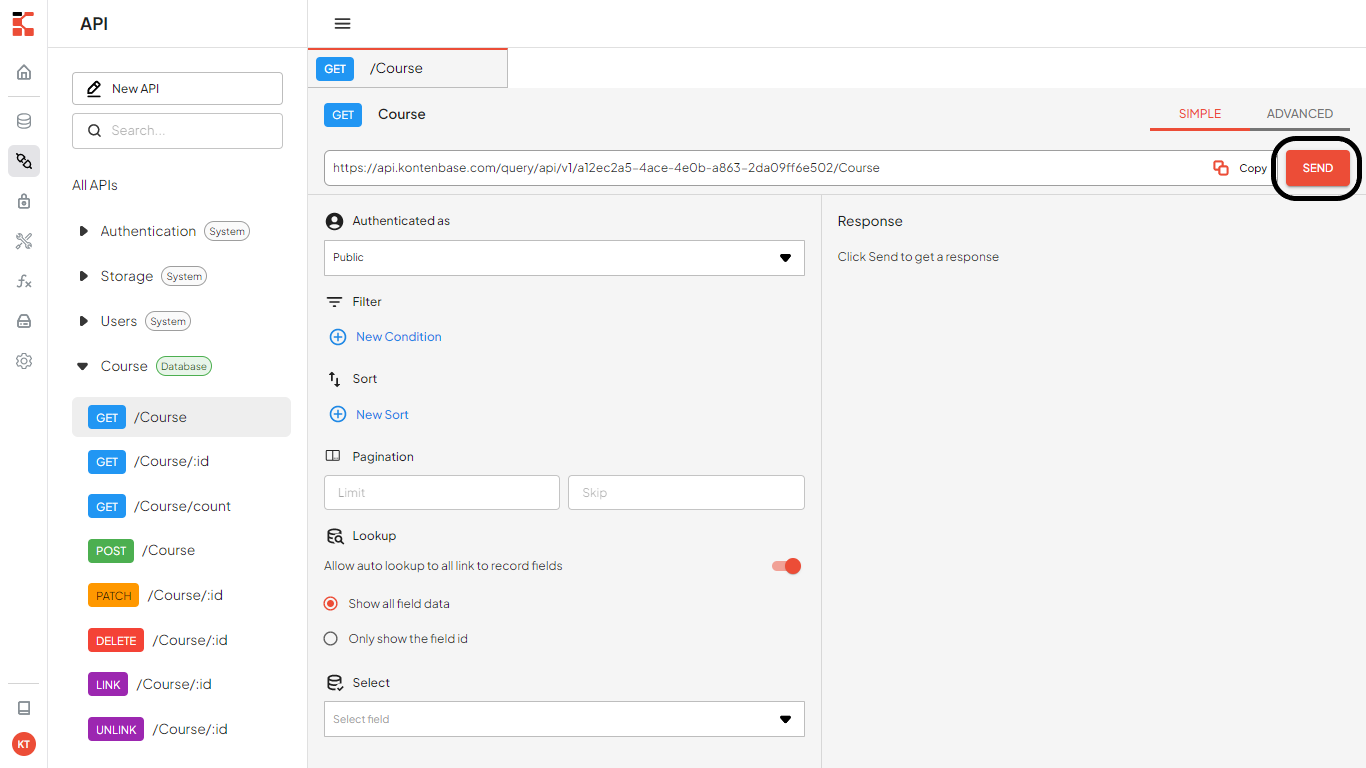 API
New API
Search...
All APIs
Authentication System
Storage System
Users System
Course Database
GET /Course
GET /Course/:id
GET /Course/count
POST /Course
PATCH /Course/:id
DELETE /Course/:id
LINK /Course/:id
UNLINK /Course/:id
KT
GET /Course
GET Course
SIMPLE ADVANCED
https://api.kontenbase.com/query/api/v1/a12ec2a5-4ace-4e0b-a863-2da09ff6e502/Course Copy SEND
Authenticated as
Public
Filter
New Condition
Sort
New Sort
Pagination
Limit Skip
Lookup
Allow auto lookup to all link to record fields
Show all field data
Only show the field id
Select
Select field
Response
Click Send to get a response